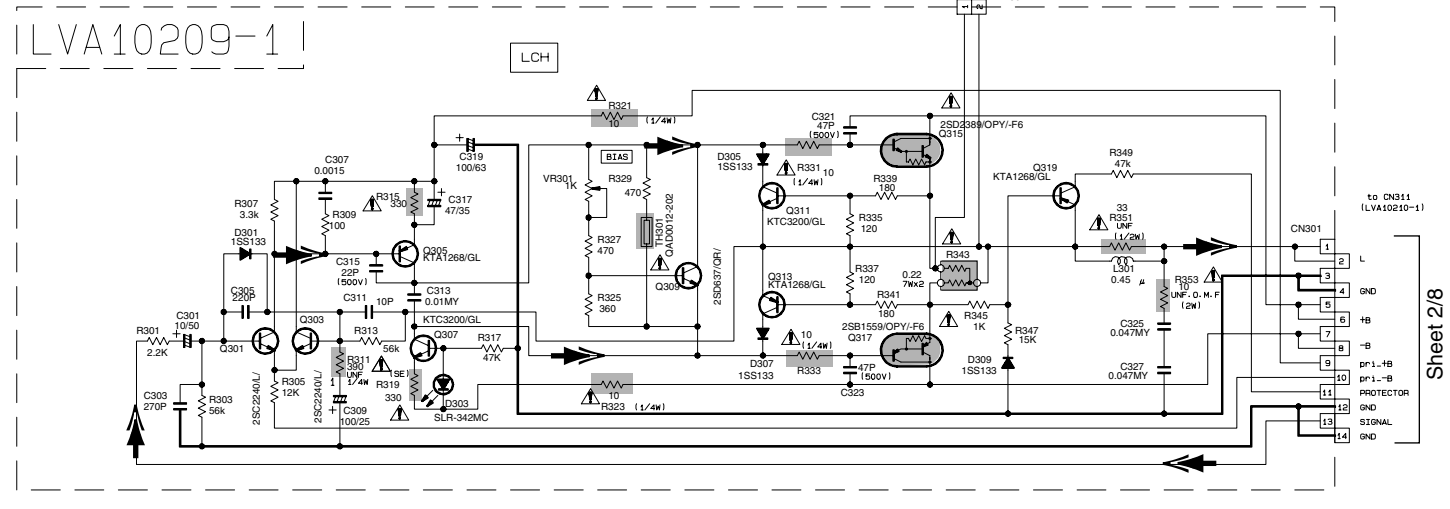 LVA10209-1
LCH
1
2
R321
10
(1/4W)
C319
100/63
C307
0.0015
R307
3.3k
R309
100
R315
330
C317
47/35
D301
1SS133
Q305
KTA1268/GL
C315
22P
(500V)
C305
220P
C311
10P
C313
0.01MY
R301
2.2K
C301
10/50
Q301
Q303
R313
56k
KTC3200/GL
Q307
R317
47K
R311
390
UNF
1/4W
1
(SE)
R319
330
D303
SLR-342MC
C303
270P
R303
56k
2SC2240/L/
R305
12K
2SC2240/L/
C309
100/25
BIAS
VR301
1K
R329
470
TH301
QAD0012-202
R327
470
R325
360
Q309
2SD637/QR/
10
R323
(1/4W)
D305
1SS133
R331
10
(1/4W)
C321
47P
(500V)
2SD2389/OPY/-F6
Q315
Q311
KTC3200/GL
R339
180
R335
120
Q313
KTA1268/GL
R337
120
R341
180
R343
0.22
7Wx2
2SB1559/OPY/-F6
Q317
D307
1SS133
10
(1/4W)
R333
47P
(500V)
C323
R345
1K
R347
15K
D309
1SS133
Q319
KTA1268/GL
R349
47k
33
R351
UNF
(1/2W)
L301
0.45 μ
R353
10
UNF.O.M.F
(2W)
C325
0.047MY
C327
0.047MY
to CN311
(LVA10210-1)
CN301
1
2 L
3
4 GND
5
6 +B
7
8 -B
9 pri.+B
10 pri.-B
11 PROTECTOR
12 GND
13 SIGNAL
14 GND
Sheet 2/8